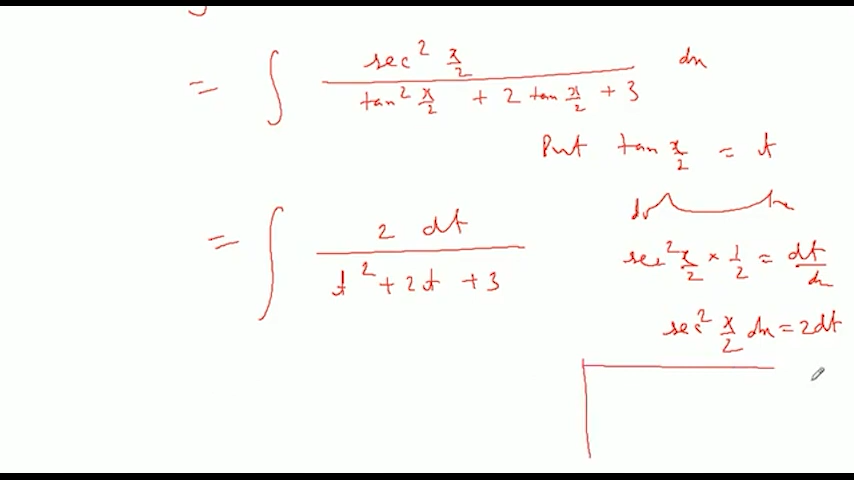 = ∫ sec² x/2 / (tan² x/2 + 2 tan x/2 + 3) dx
Put tan x/2 = t
= ∫ 2 dt / (t² + 2t + 3)
sec² x/2 × 1/2 = dt/dx
sec² x/2 dx = 2dt